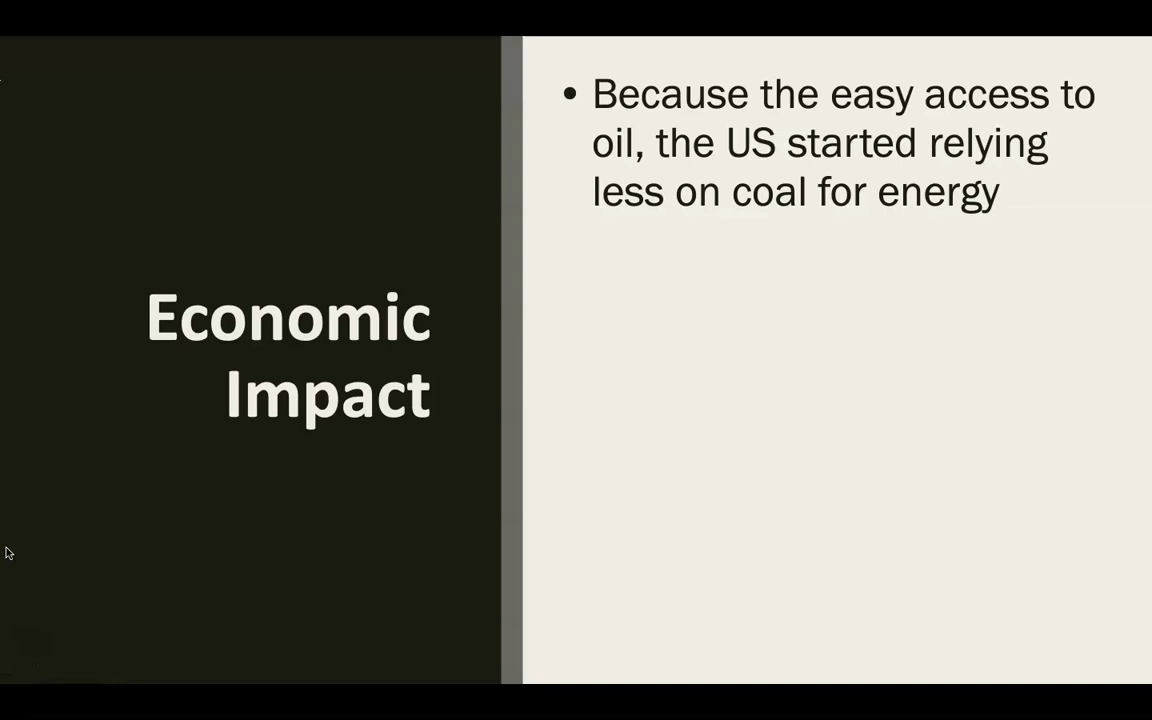 Economic
Impact
• Because the easy access to
oil, the US started relying
less on coal for energy